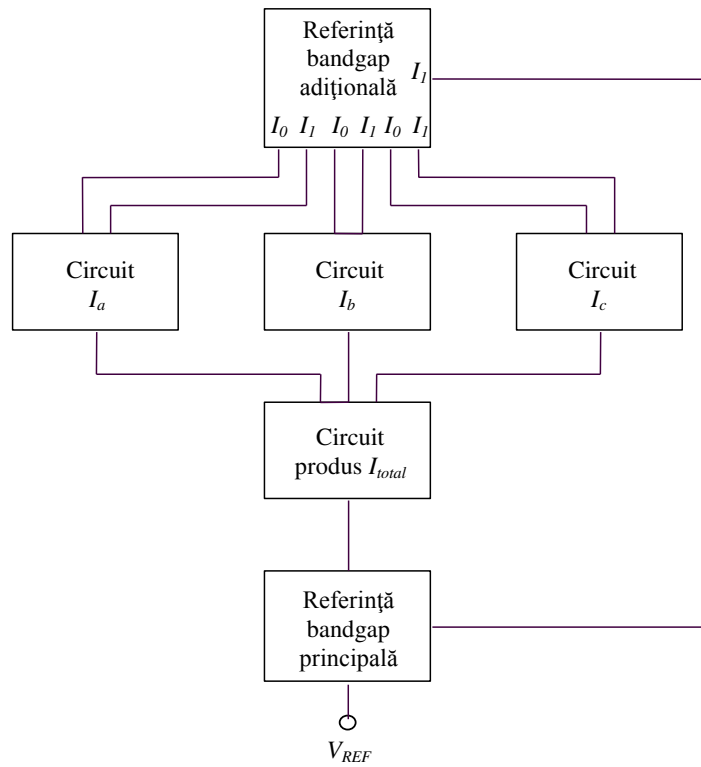 Referinţă
bandgap
adiţională
I1
I0 I1 I0 I1 I0 I1
Circuit
Ia
Circuit
Ib
Circuit
Ic
Circuit
produs Itotal
Referinţă
bandgap
principală
VREF